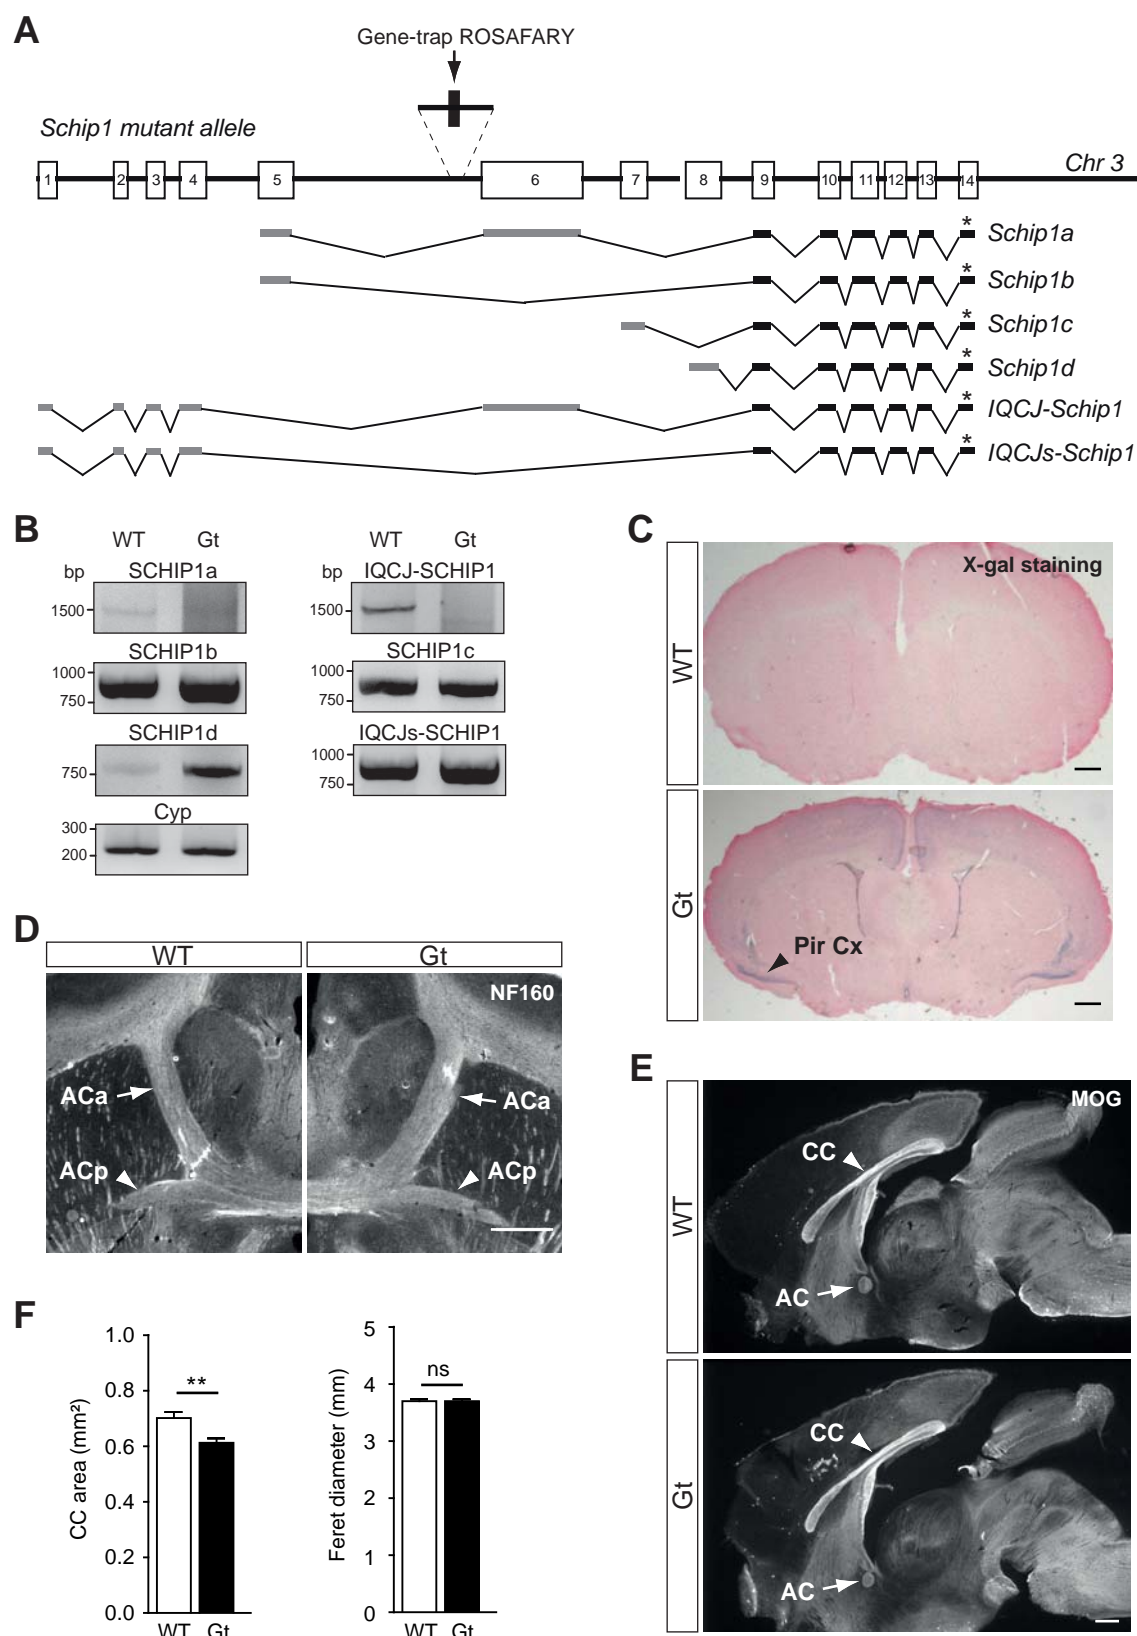 A
Gene-trap ROSAFARY
Schip1 mutant allele
Chr 3
1 2 3 4 5 6 7 8 9 10 11 12 13 14
* Schip1a
* Schip1b
* Schip1c
* Schip1d
* IQCJ-Schip1
* IQCJs-Schip1
B
WT Gt
bp SCHIP1a
1500
SCHIP1b
1000
750
SCHIP1d
750
Cyp
300
200
WT Gt
bp IQCJ-SCHIP1
1500
SCHIP1c
1000
750
IQCJs-SCHIP1
1000
750
C
WT
X-gal staining
Gt
Pir Cx
D
WT Gt
NF160
ACa ACa
ACp ACp
E
WT
MOG
CC
AC
Gt
CC
AC
F
CC area (mm²)
1.0
0.8
0.6
0.4
0.2
0.0
**
WT Gt
Feret diameter (mm)
5
4
3
2
1
0
ns
WT Gt